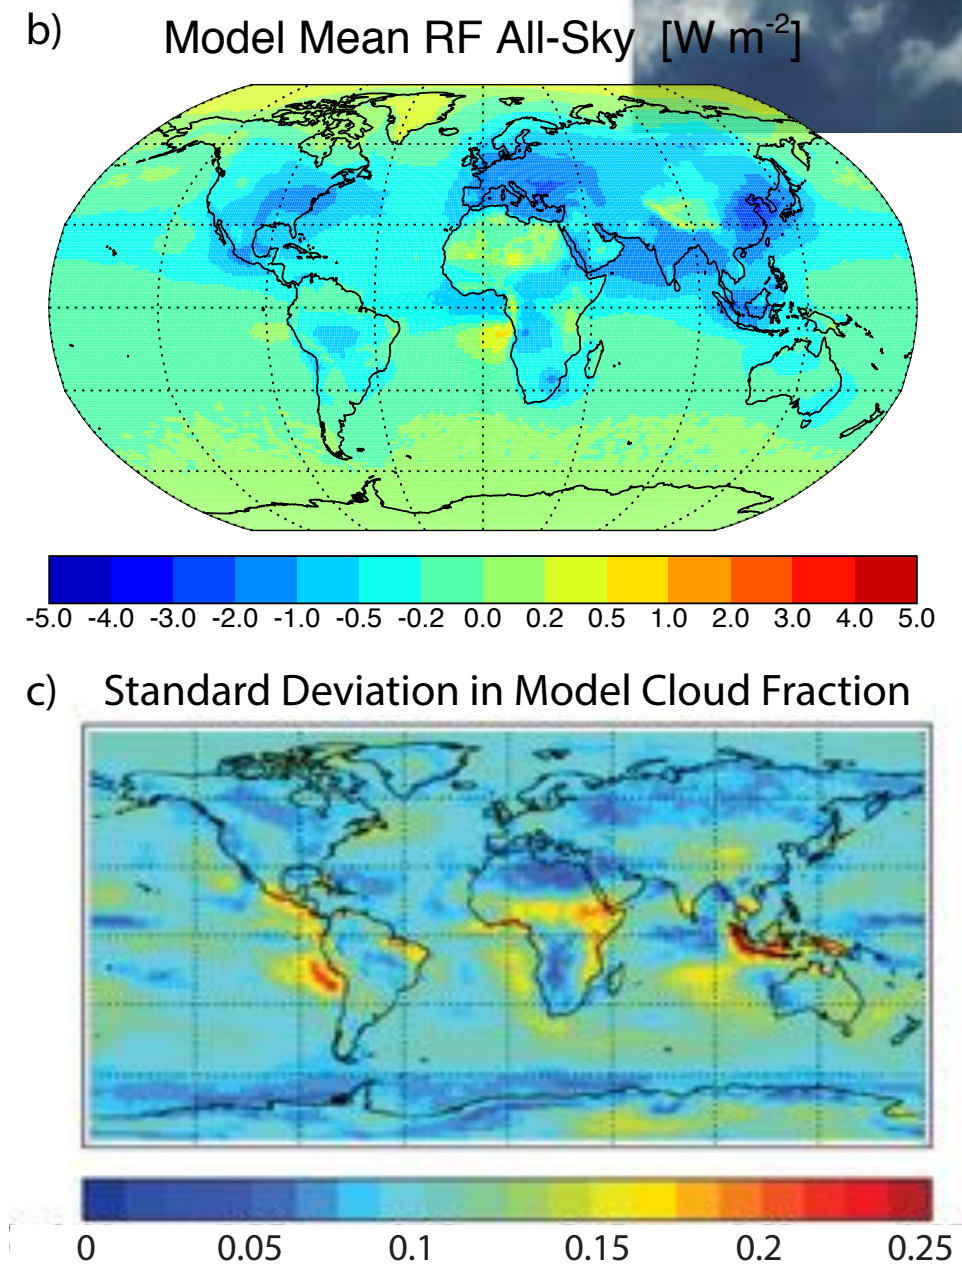 b) Model Mean RF All-Sky [W m-2]
-5.0 -4.0 -3.0 -2.0 -1.0 -0.5 -0.2 0.0 0.2 0.5 1.0 2.0 3.0 4.0 5.0
c) Standard Deviation in Model Cloud Fraction
0 0.05 0.1 0.15 0.2 0.25